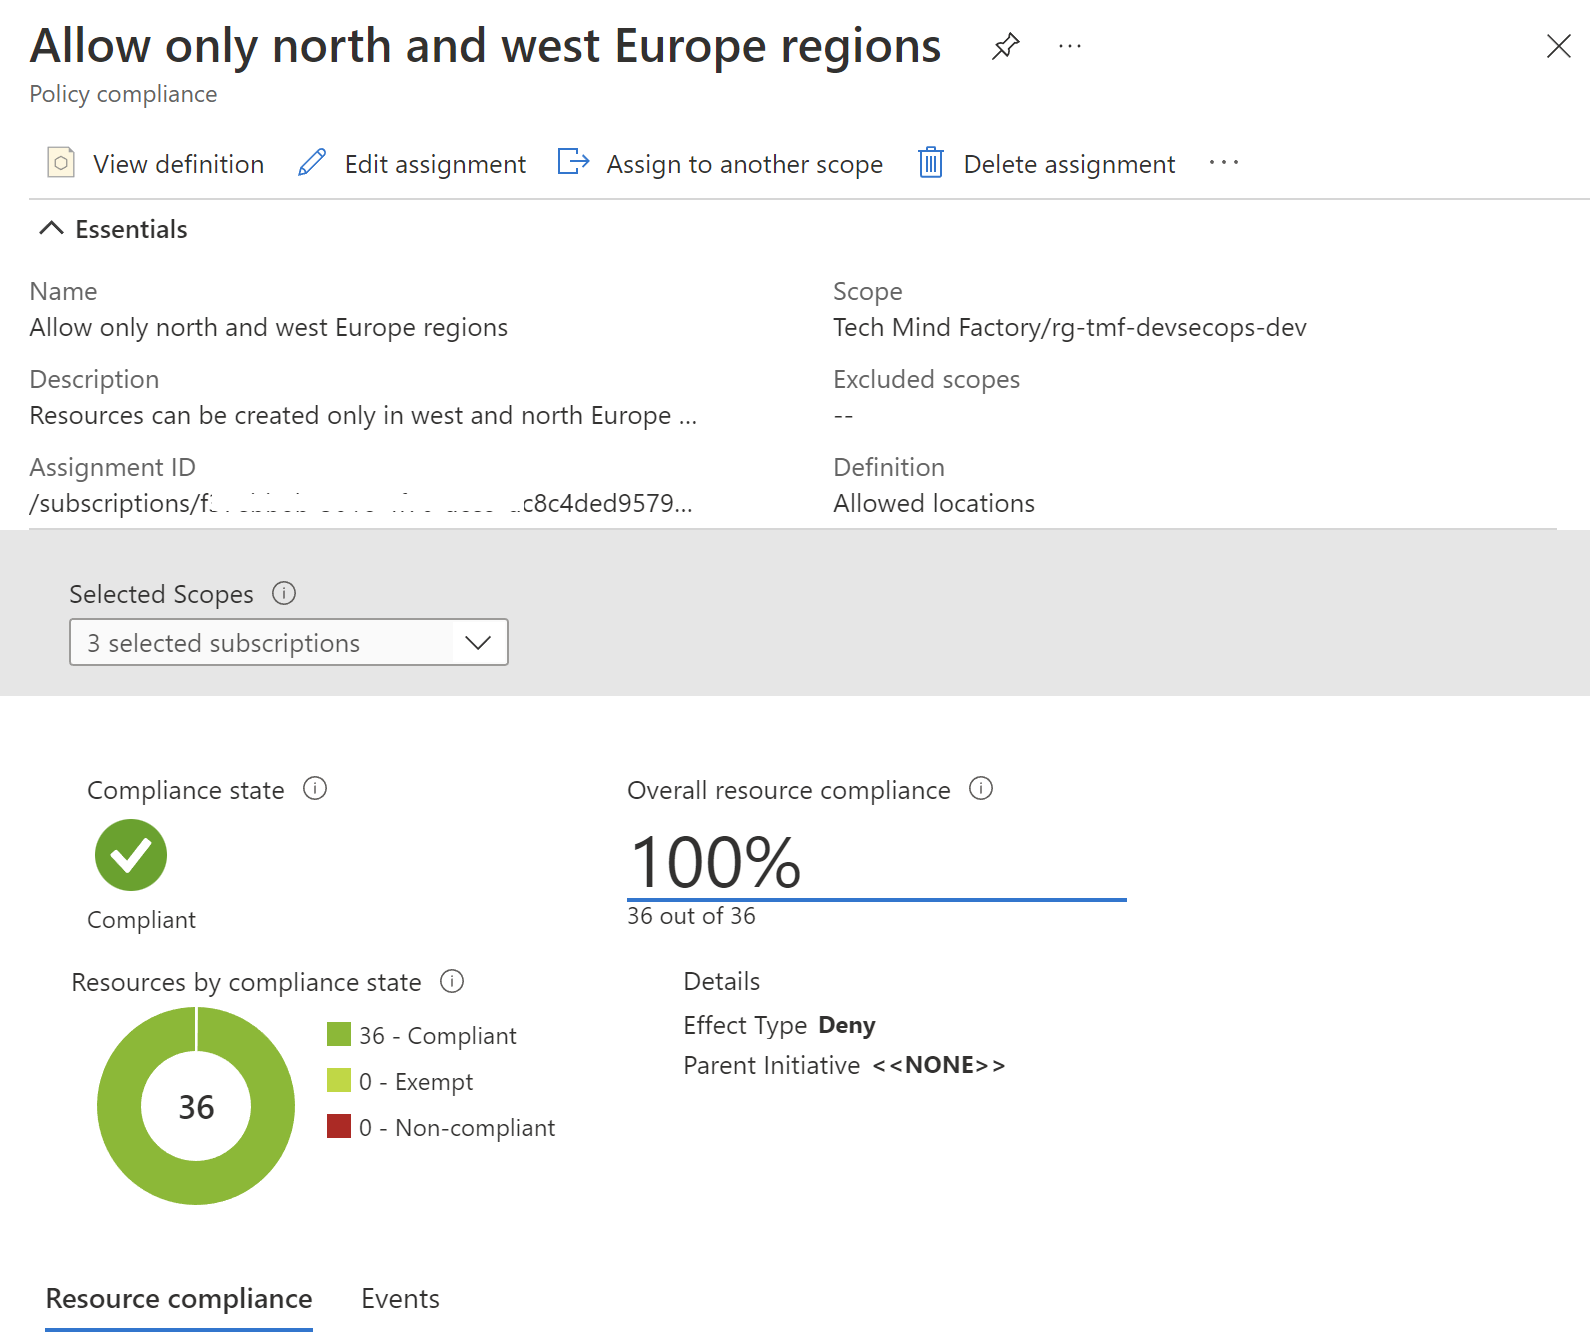 Allow only north and west Europe regions
Policy compliance
View definition Edit assignment Assign to another scope Delete assignment
Essentials
Name
Allow only north and west Europe regions
Scope
Tech Mind Factory/rg-tmf-devsecops-dev
Description
Resources can be created only in west and north Europe ...
Excluded scopes
--
Assignment ID
/subscriptions/f c8c4ded9579...
Definition
Allowed locations
Selected Scopes
3 selected subscriptions
Compliance state
Compliant
Overall resource compliance
100%
36 out of 36
Resources by compliance state
36
36 - Compliant
0 - Exempt
0 - Non-compliant
Details
Effect Type Deny
Parent Initiative <<NONE>>
Resource compliance Events